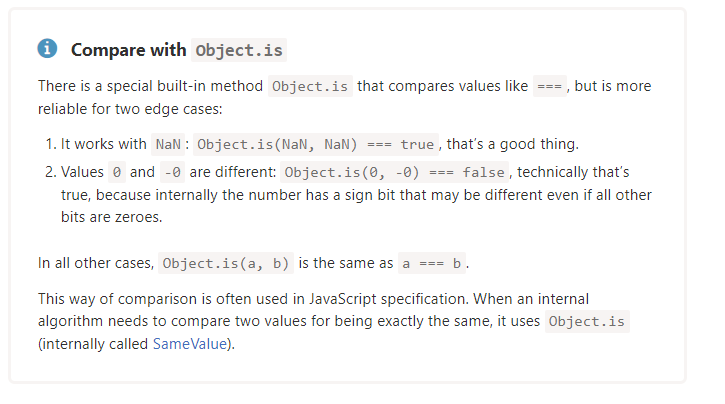 Compare with Object.is
There is a special built-in method Object.is that compares values like ===, but is more
reliable for two edge cases:
1. It works with NaN: Object.is(NaN, NaN) === true, that's a good thing.
2. Values 0 and -0 are different: Object.is(0, -0) === false, technically that's
true, because internally the number has a sign bit that may be different even if all other
bits are zeroes.
In all other cases, Object.is(a, b) is the same as a === b.
This way of comparison is often used in JavaScript specification. When an internal
algorithm needs to compare two values for being exactly the same, it uses Object.is
(internally called SameValue).